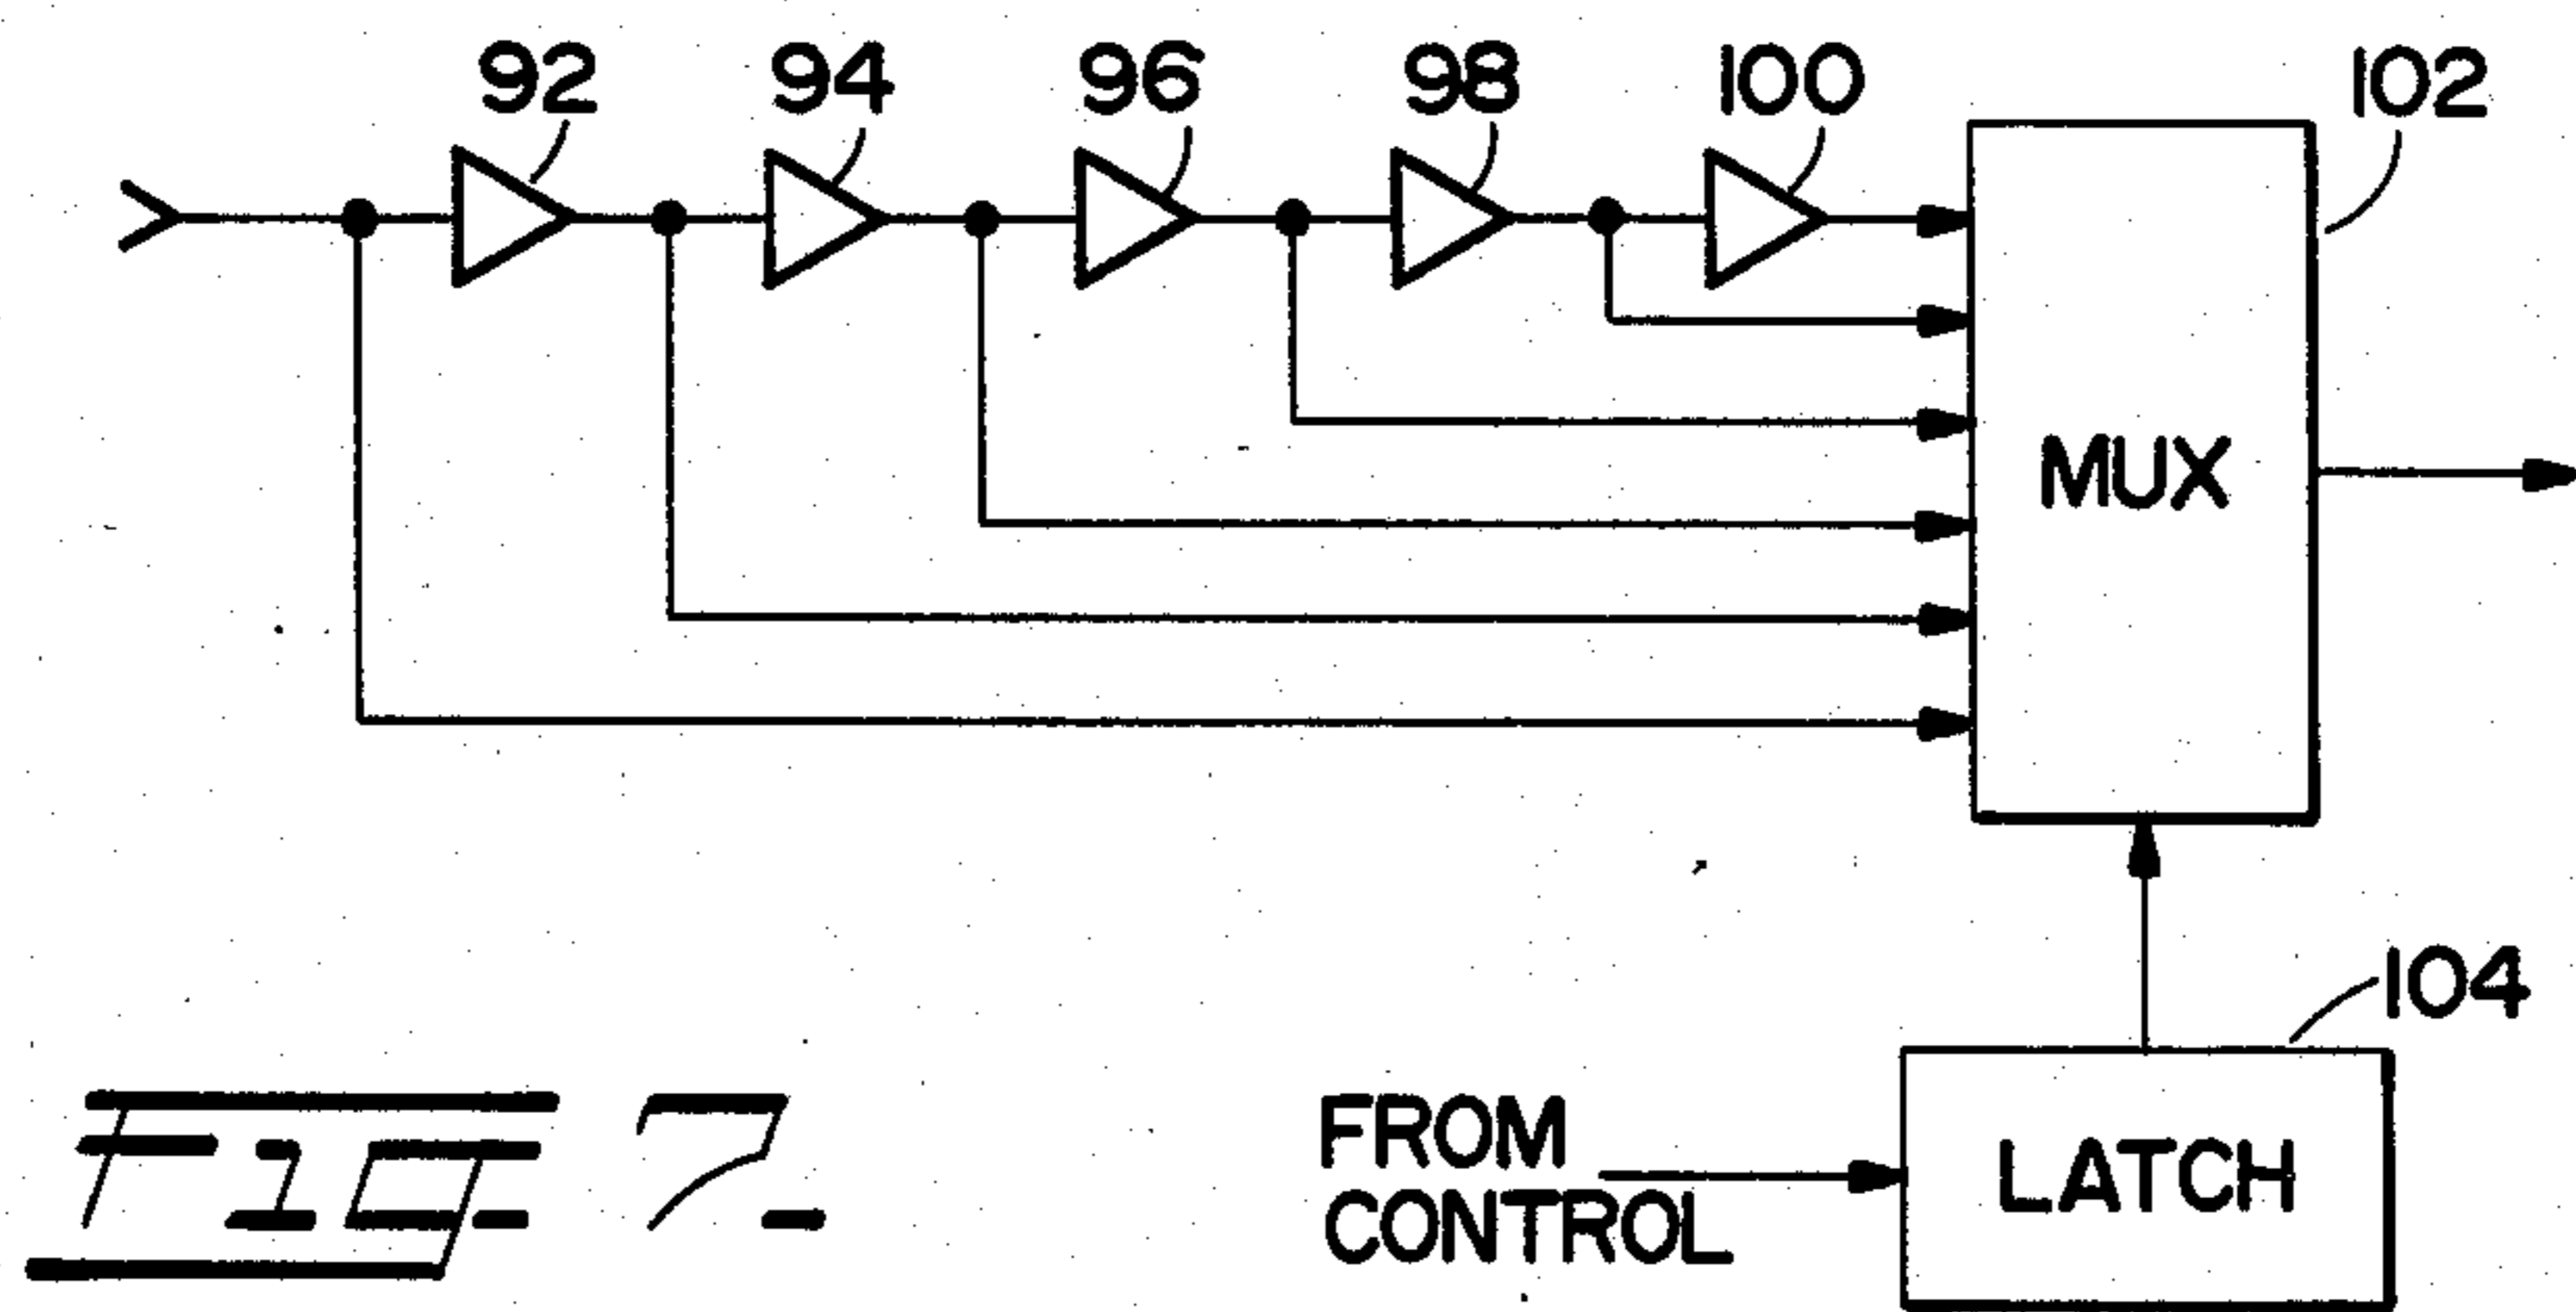 92 94 96 98 100 102
MUX
104
FROM
CONTROL
LATCH
Fig. 7.